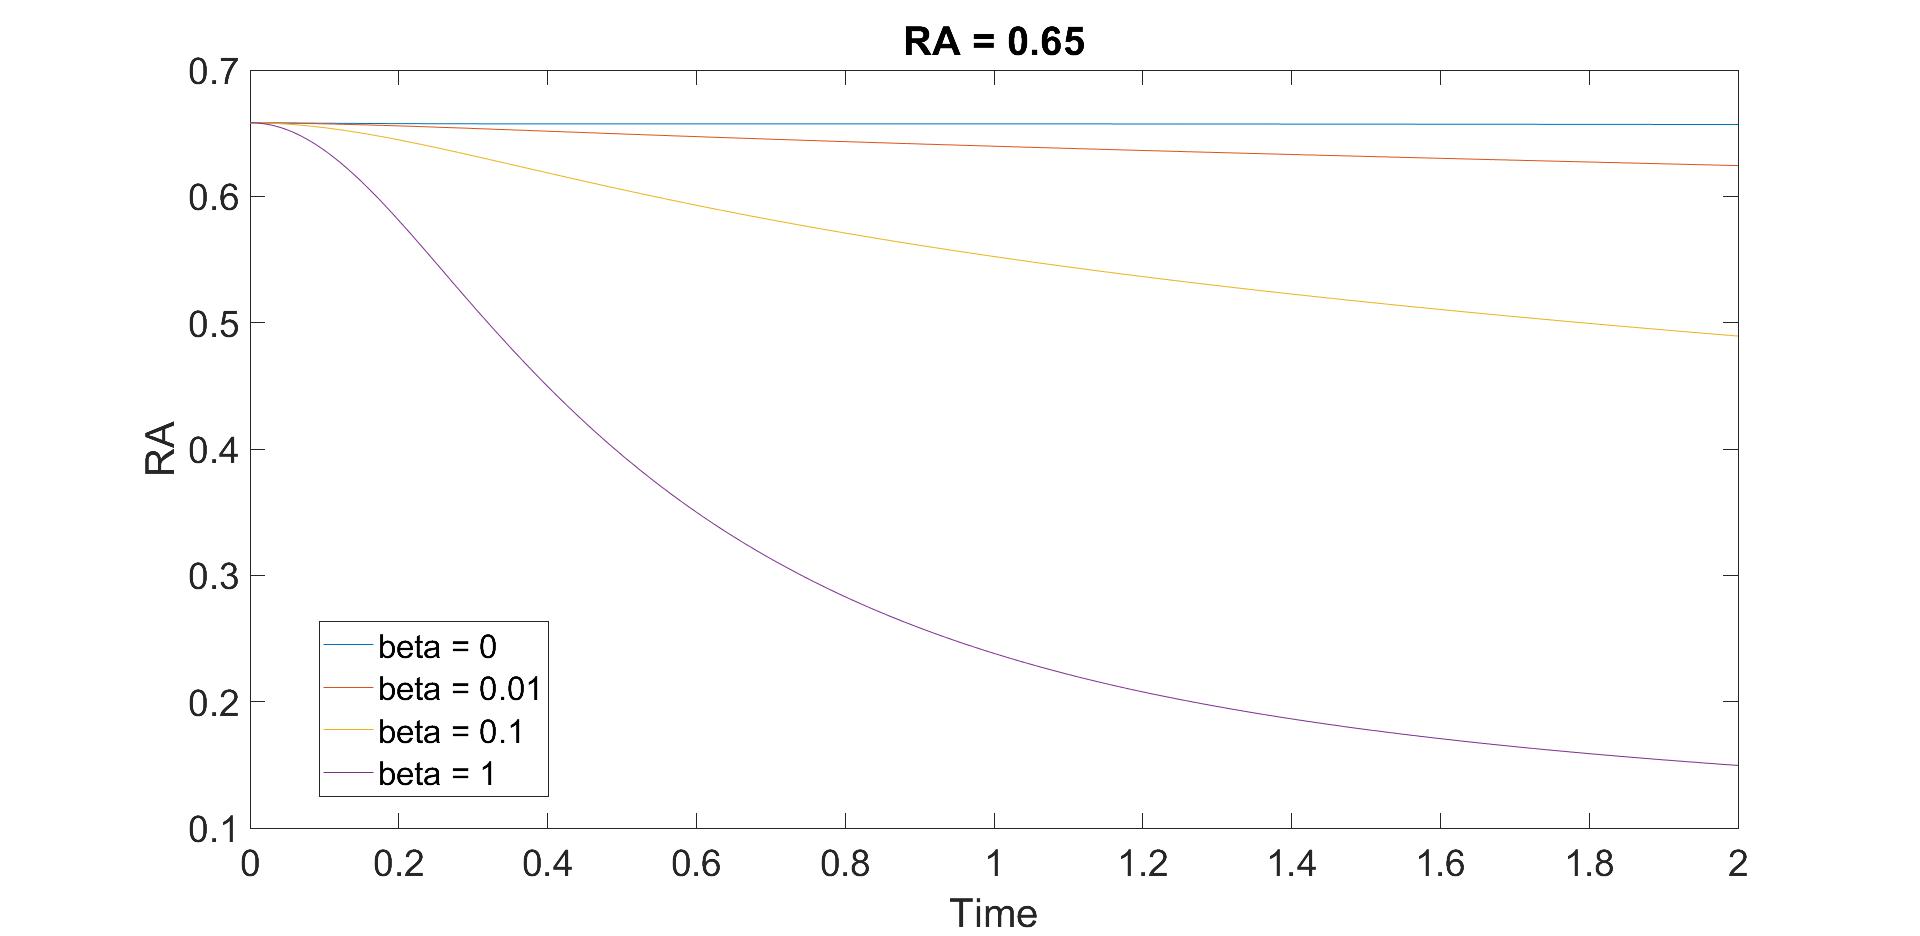 RA = 0.65
0.7
0.6
0.5
0.4
0.3
0.2
0.1
RA
beta = 0
beta = 0.01
beta = 0.1
beta = 1
0 0.2 0.4 0.6 0.8 1 1.2 1.4 1.6 1.8 2
Time